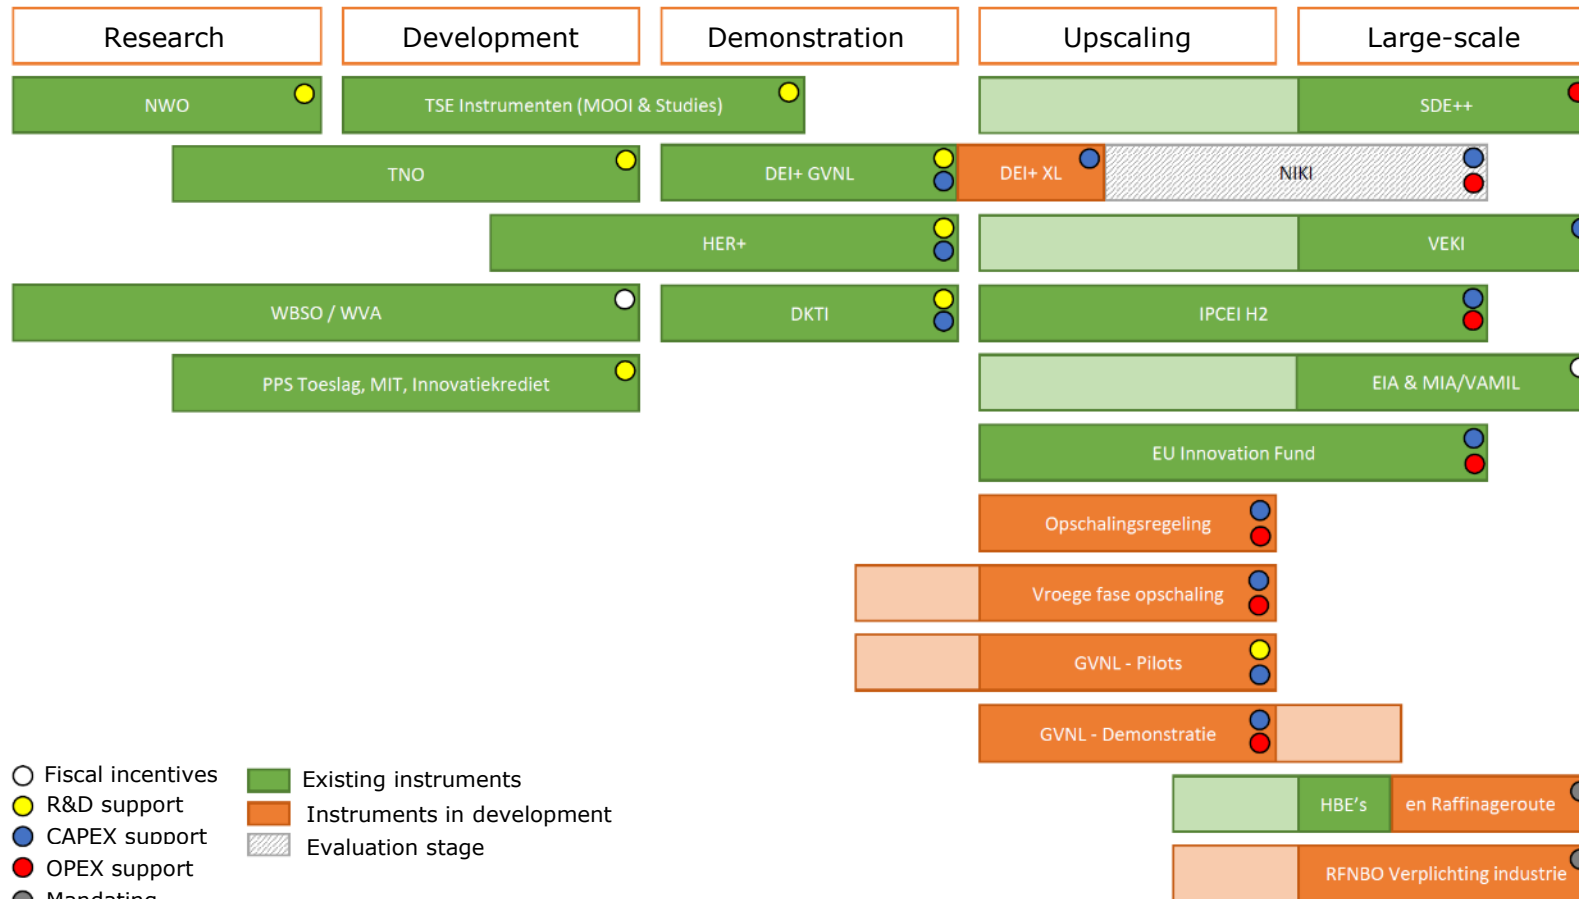 Research
Development
Demonstration
Upscaling
Large-scale
NWO
TSE Instrumenten (MOOI & Studies)
SDE++
TNO
DEI+ GVNL
DEI+ XL
NIKI
HER+
VEKI
WBSO / WVA
DKTI
IPCEI H2
PPS Toeslag, MIT, Innovatiekrediet
EIA & MIA/VAMIL
EU Innovation Fund
Opschalingsregeling
Vroege fase opschaling
GVNL - Pilots
GVNL - Demonstratie
HBE's
en Raffinageroute
RFNBO Verplichting industrie
Fiscal incentives
R&D support
CAPEX support
OPEX support
Mandating
Existing instruments
Instruments in development
Evaluation stage